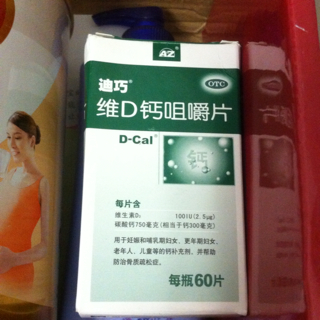 AZ
迪巧®
OTC
维D钙咀嚼片
D-Cal®
钙
每片含
维生素D₃ 100IU(2.5μg)
碳酸钙750毫克(相当于钙300毫克)
用于妊娠和哺乳期妇女、更年期妇女、
老年人、儿童等的钙补充剂，并帮助
防治骨质疏松症。
每瓶60片